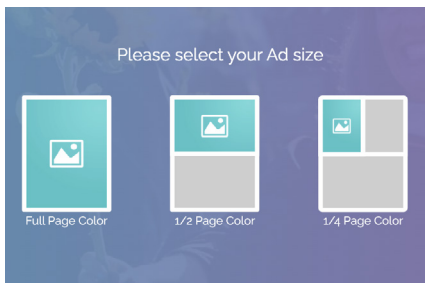 Please select your Ad size
Full Page Color
1/2 Page Color
1/4 Page Color